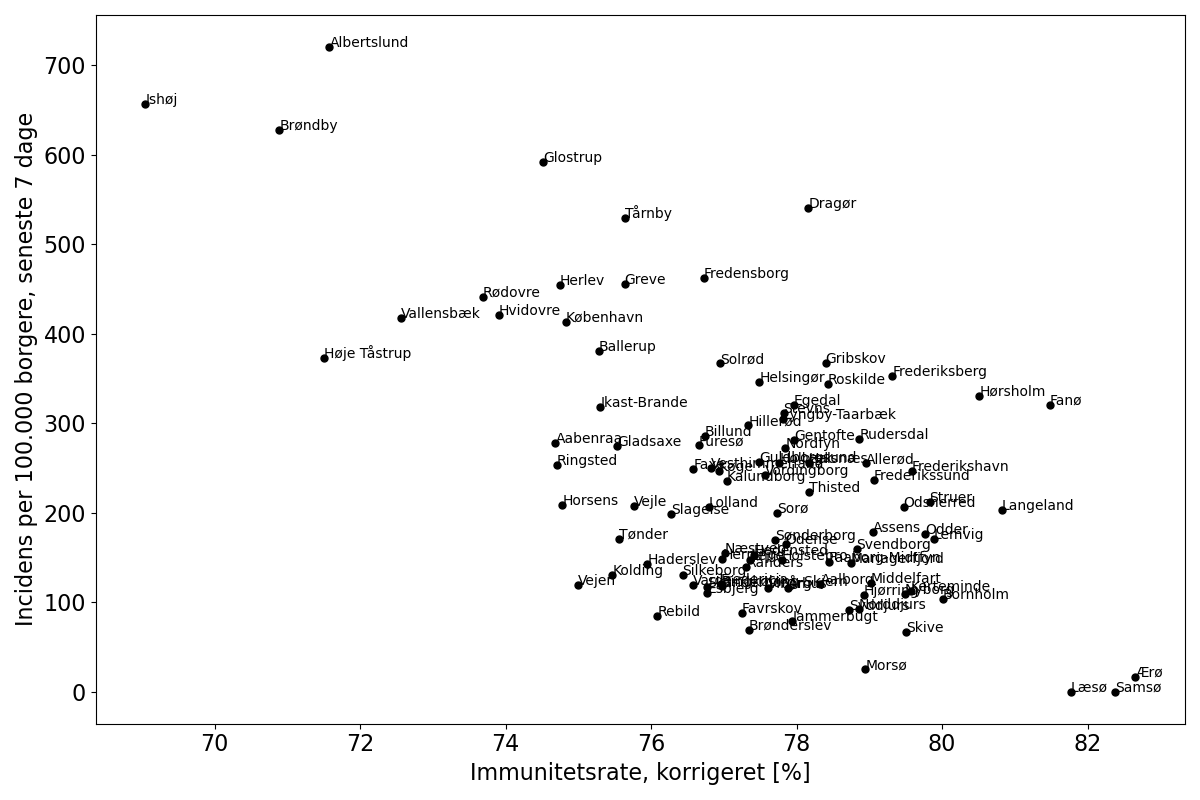 Incidens per 100.000 borgere, seneste 7 dage
700
600
500
400
300
200
100
0
Albertslund
Ishøj
Brøndby
Glostrup
Dragør
Tårnby
Fredensborg
Herlev
Greve
Rødovre
Hvidovre
Vallensbæk
København
Ballerup
Høje Tåstrup
Solrød
Gribskov
Helsingør
Roskilde
Frederiksberg
Hørsholm
Fanø
Ikast-Brande
Egedal
Stevns
Lyngby-Taarbæk
Hillerød
Billund
Aabenraa
Gladsaxe
Furesø
Gentofte
Rudersdal
Nordfyn
Ringsted
Allerød
Vordingborg
Kalundborg
Frederikshavn
Frederikssund
Thisted
Horsens
Vejle
Slagelse
Lolland
Sorø
Odsherred
Struer
Langeland
Tønder
Sønderborg
Odense
Assens
Odder
Lemvig
Svendborg
Næstved
Haderslev
Kolding
Silkeborg
Randers
Vejen
Esbjerg
Aalborg
Middelfart
Hjørring
Kerteminde
Nyborg
Bornholm
Rebild
Favrskov
Jammerbugt
Syddjurs
Norddjurs
Brønderslev
Skive
Morsø
Læsø
Samsø
Ærø
70
72
74
76
78
80
82
Immunitetsrate, korrigeret [%]